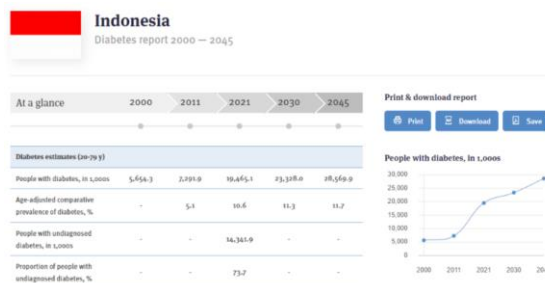 Indonesia
Diabetes report 2000 — 2045
At a glance 2000 2011 2021 2030 2045
Print & download report
Print Download Save
Diabetes estimates (20-79 y)
People with diabetes, in 1,000s 5,654.3 7,291.9 19,465.1 23,328.0 28,569.9
Age-adjusted comparative
prevalence of diabetes, % - 5.1 10.6 11.3 11.7
People with undiagnosed
diabetes, in 1,000s - - 14,341.9 - -
Proportion of people with
undiagnosed diabetes, % - - 73.7 - -
People with diabetes, in 1,000s
30,000
25,000
20,000
15,000
10,000
5,000
0
2000 2011 2021 2030